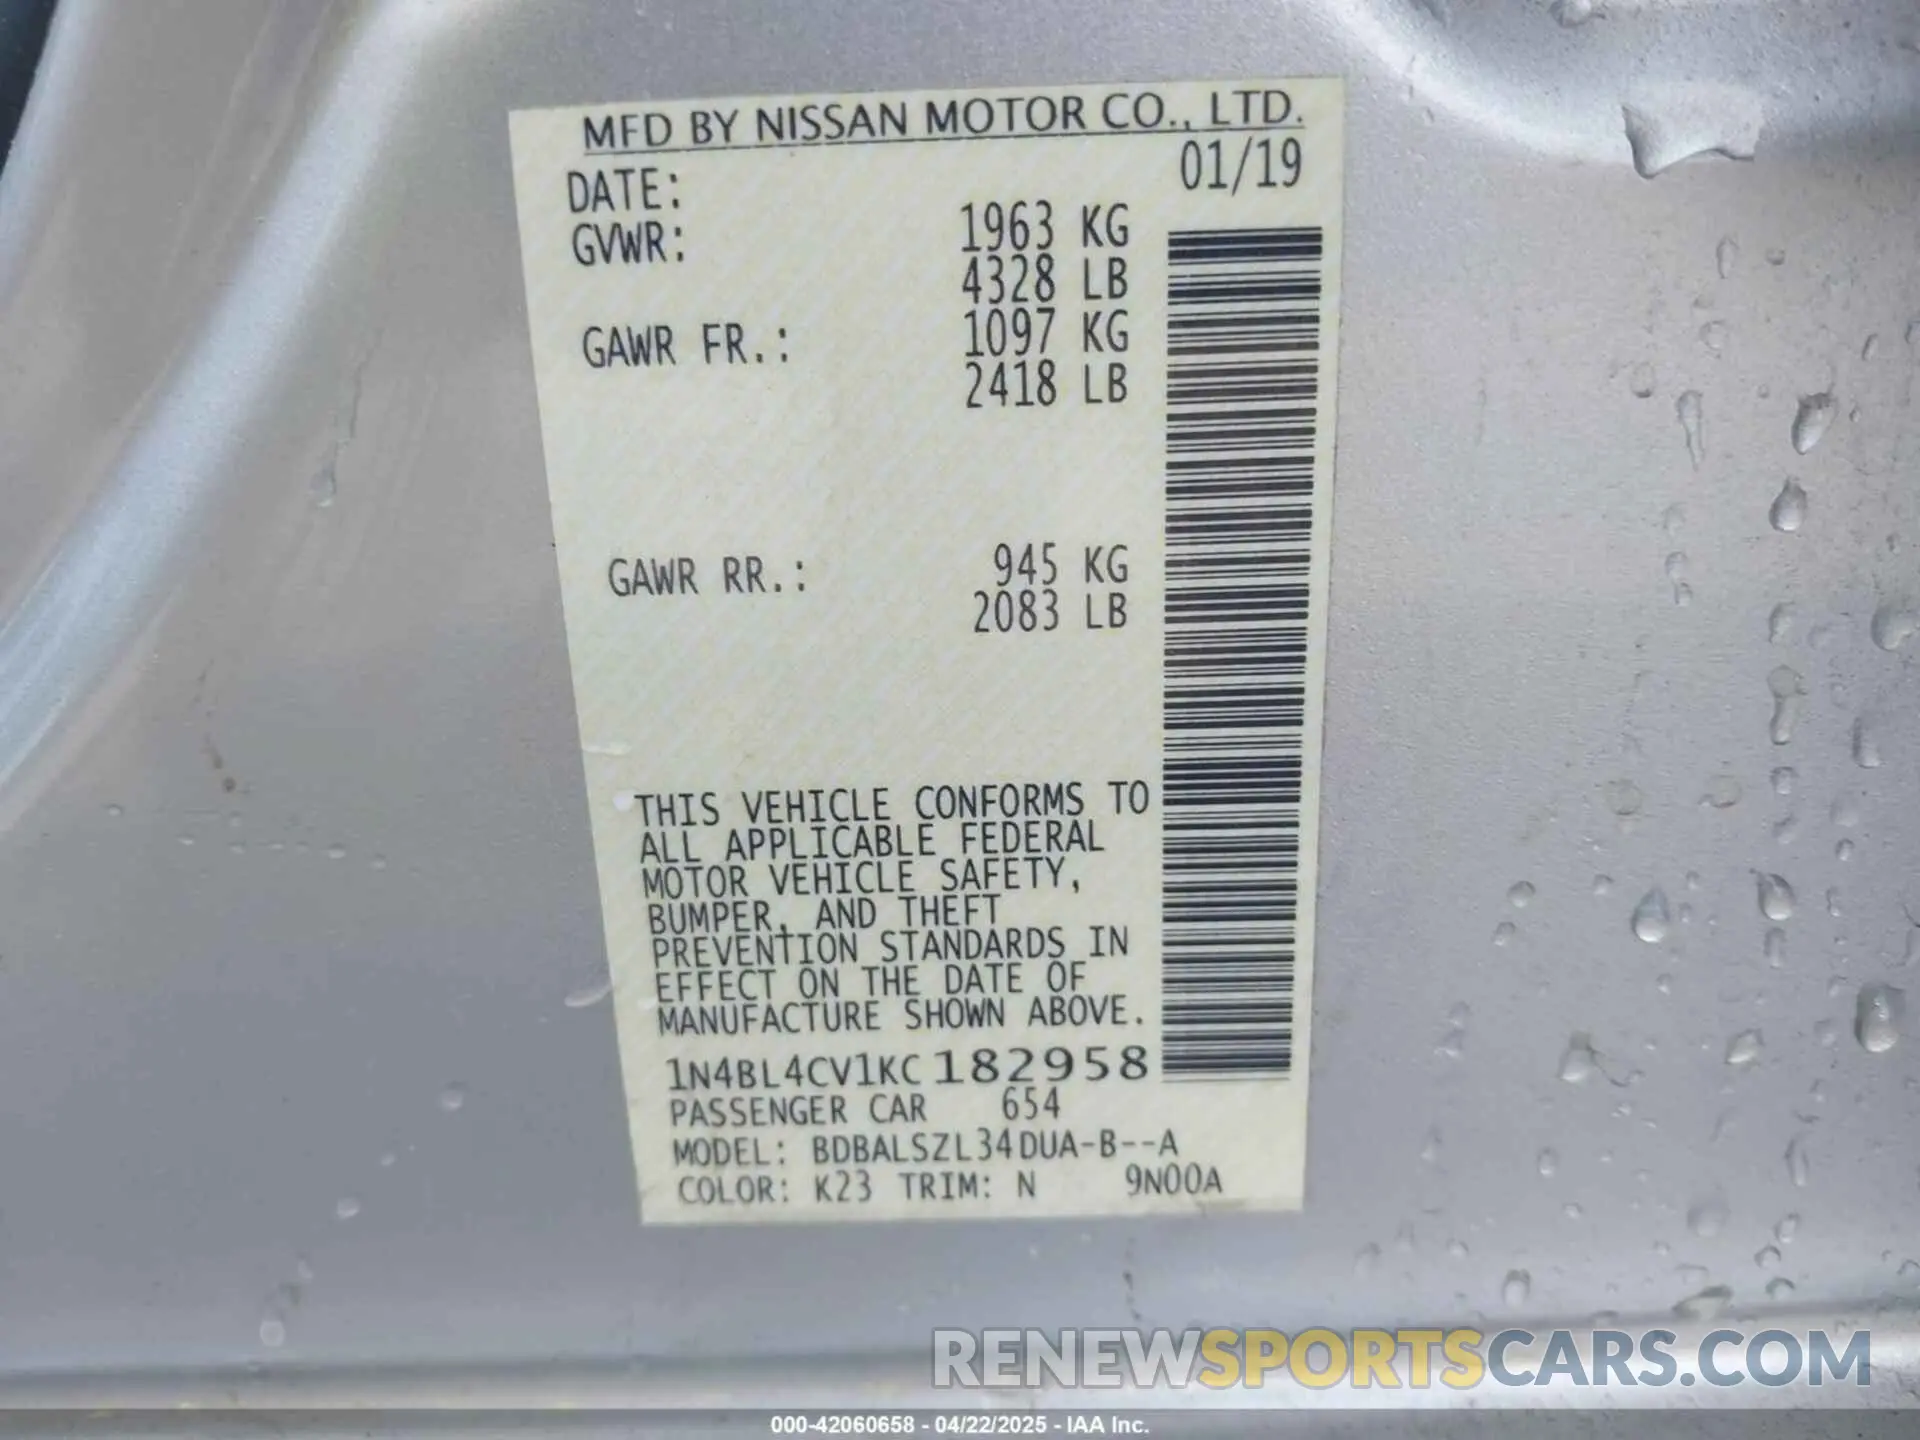 MFD BY NISSAN MOTOR CO., LTD.
DATE: 01/19
GVWR: 1963 KG
4328 LB
GAWR FR.: 1097 KG
2418 LB
GAWR RR.: 945 KG
2083 LB
THIS VEHICLE CONFORMS TO
ALL APPLICABLE FEDERAL
MOTOR VEHICLE SAFETY,
BUMPER, AND THEFT
PREVENTION STANDARDS IN
EFFECT ON THE DATE OF
MANUFACTURE SHOWN ABOVE.
1N4BL4CV1KC182958
PASSENGER CAR 654
MODEL: BDBALSZL34DUA-B--A
COLOR: K23 TRIM: N 9N00A
RENEWSPORTSCARS.COM
000-42060658 - 04/22/2025 - IAA Inc.